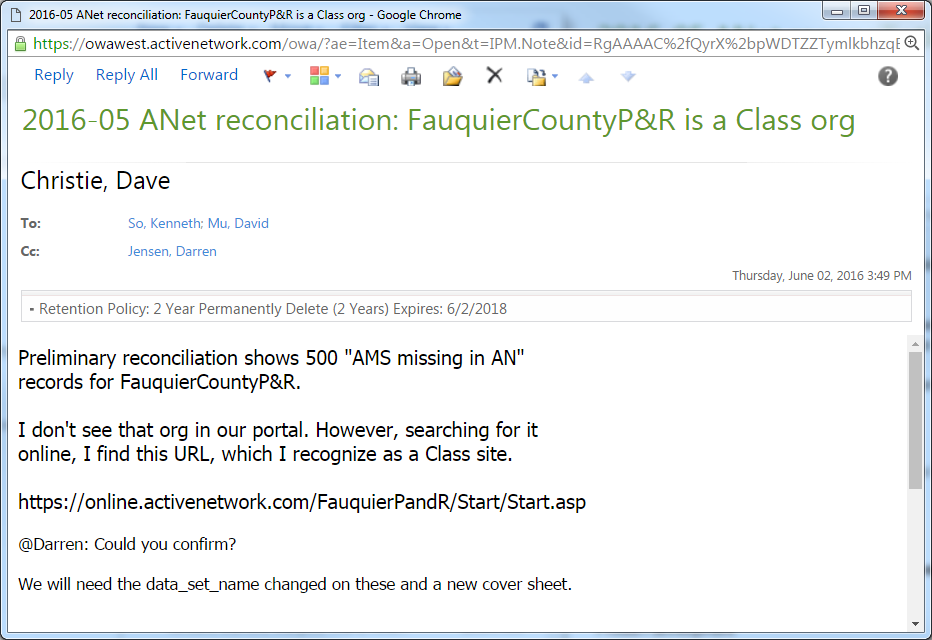 2016-05 ANet reconciliation: FauquierCountyP&R is a Class org - Google Chrome
https://owawest.activenetwork.com/owa/?ae=Item&a=Open&t=IPM.Note&id=RgAAAAC%2fQyrX%2bpWDTZZTymlkbhzqE
Reply Reply All Forward
2016-05 ANet reconciliation: FauquierCountyP&R is a Class org
Christie, Dave
To: So, Kenneth; Mu, David
Cc: Jensen, Darren
Thursday, June 02, 2016 3:49 PM
- Retention Policy: 2 Year Permanently Delete (2 Years) Expires: 6/2/2018
Preliminary reconciliation shows 500 "AMS missing in AN"
records for FauquierCountyP&R.
I don't see that org in our portal. However, searching for it
online, I find this URL, which I recognize as a Class site.
https://online.activenetwork.com/FauquierPandR/Start/Start.asp
@Darren: Could you confirm?
We will need the data_set_name changed on these and a new cover sheet.